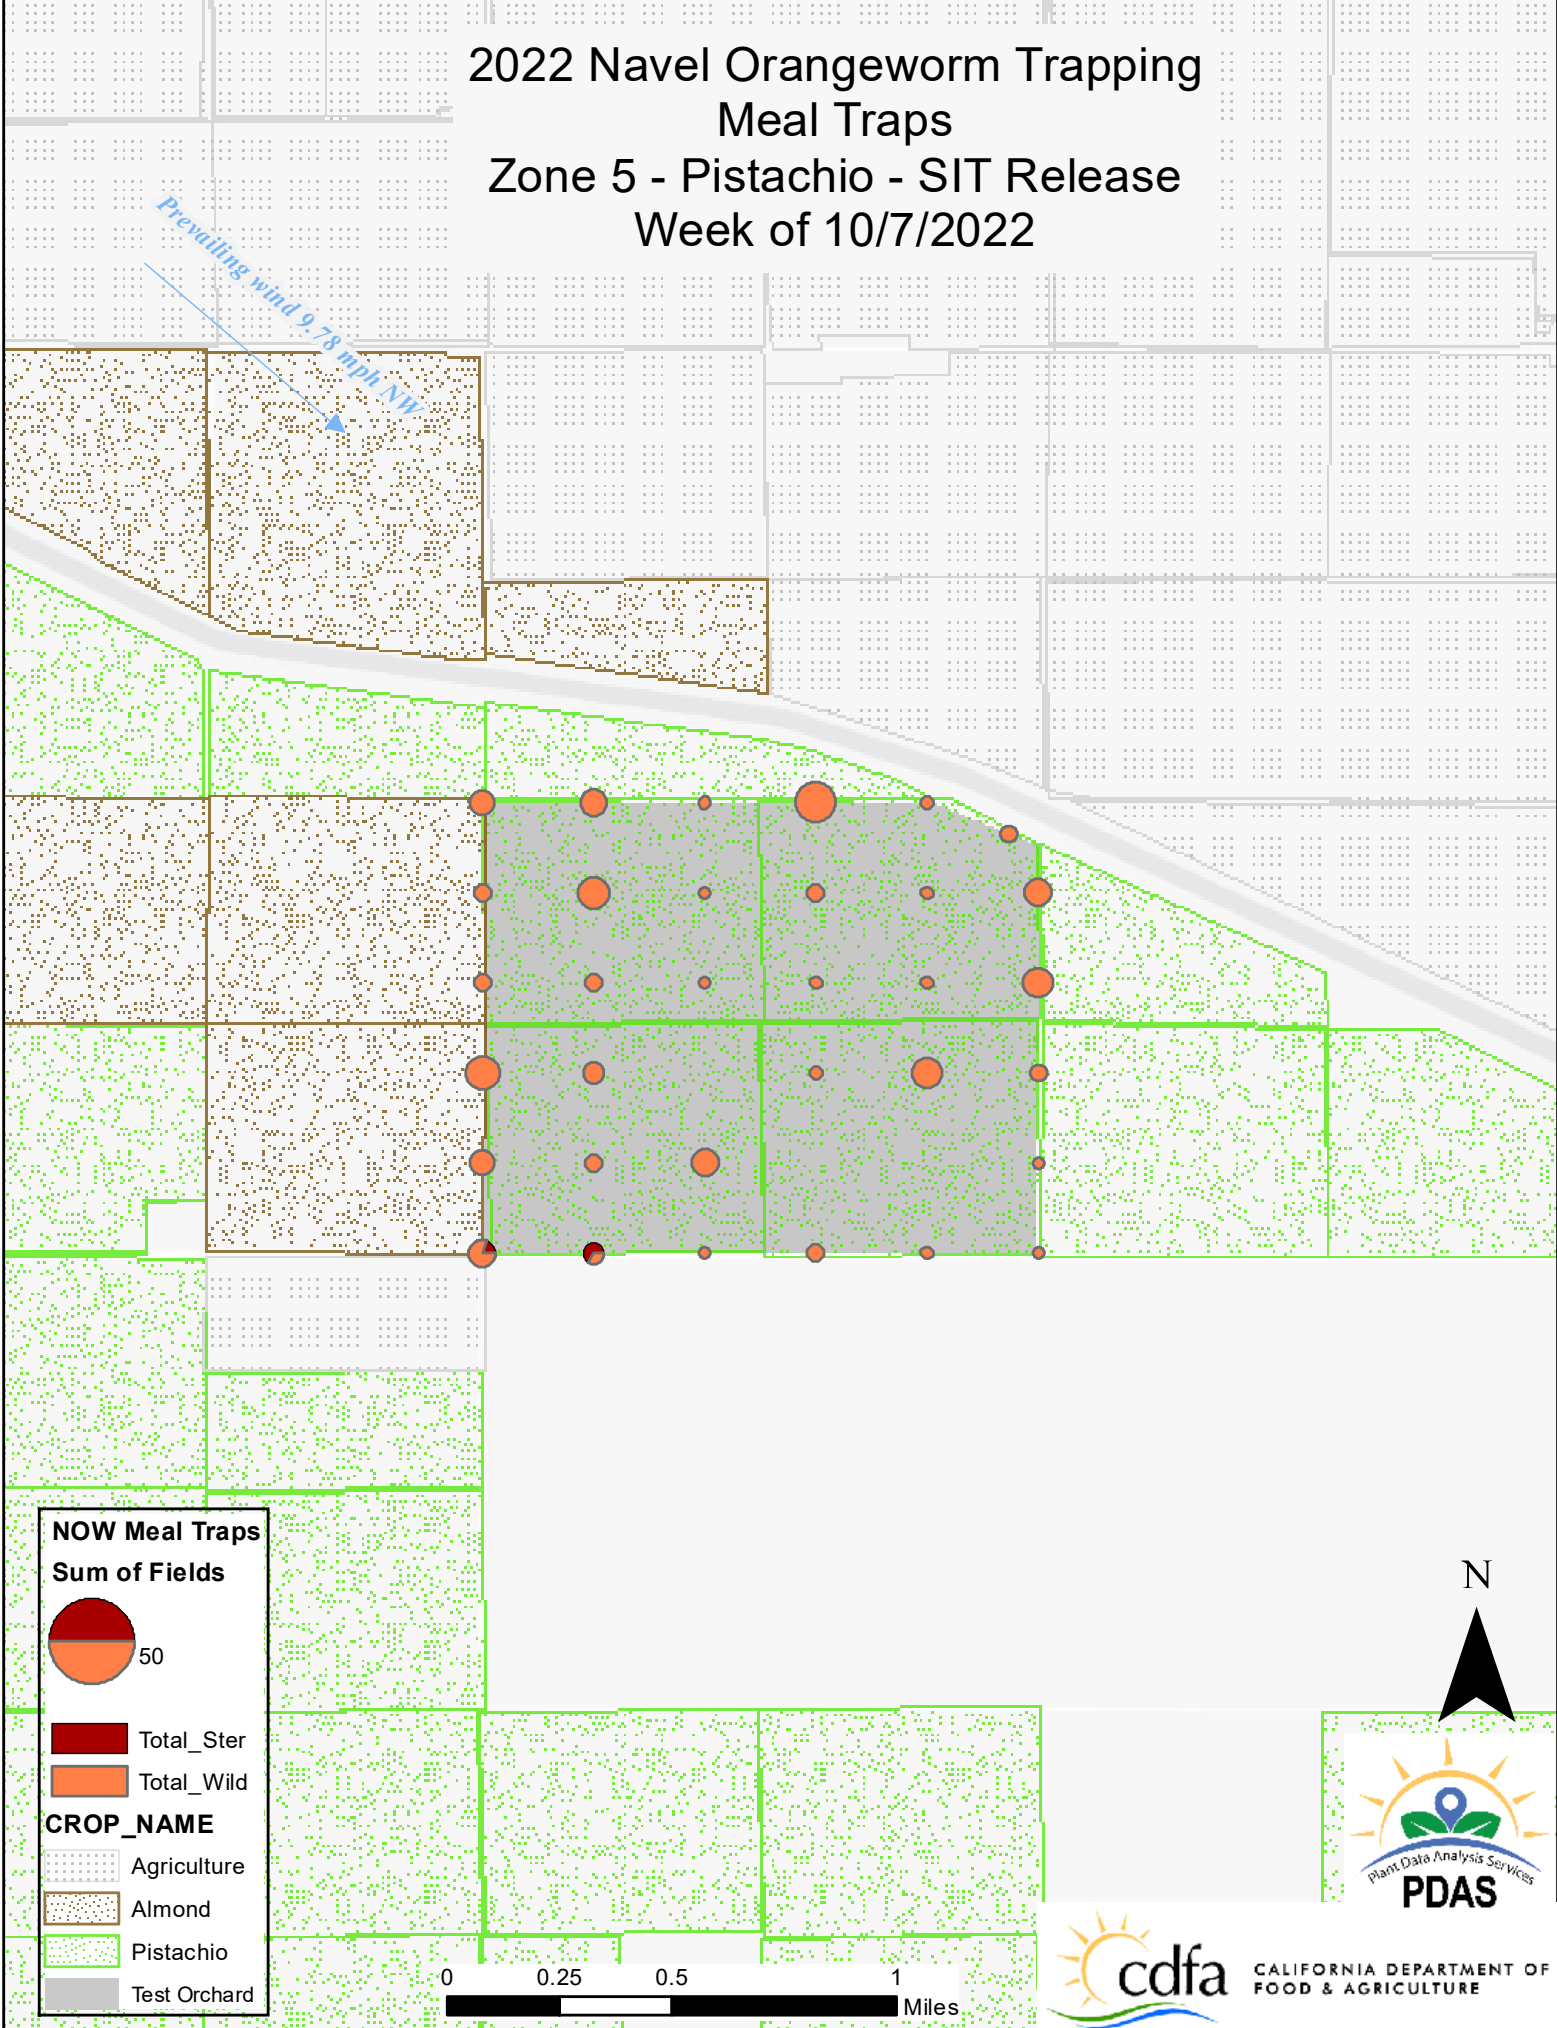 2022 Navel Orangeworm Trapping
Meal Traps
Zone 5 - Pistachio - SIT Release
Week of 10/7/2022
Prevailing wind 9.78 mph NW
NOW Meal Traps
Sum of Fields
50
Total_Ster
Total_Wild
CROP_NAME
Agriculture
Almond
Pistachio
Test Orchard
0 0.25 0.5 1
Miles
N
Plant Data Analysis Services
PDAS
cdfa
CALIFORNIA DEPARTMENT OF
FOOD & AGRICULTURE